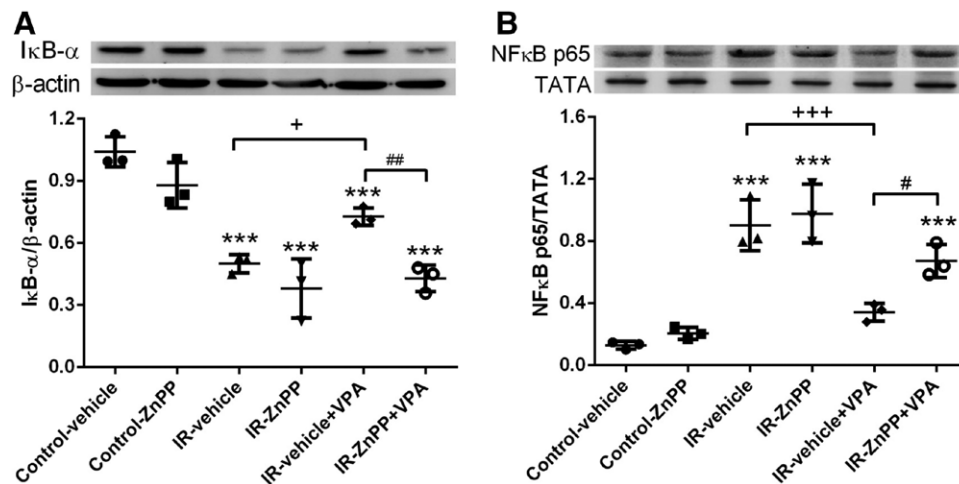 A
IκB-α
β-actin
1.2
0.9
0.6
0.3
0.0
IκB-α/β-actin
+
##
***
***
***
***
Control-vehicle
Control-ZnPP
IR-vehicle
IR-ZnPP
IR-vehicle+VPA
IR-ZnPP+VPA
B
NFκB p65
TATA
1.6
1.2
0.8
0.4
0.0
NFκB p65/TATA
+++
#
***
***
***
Control-vehicle
Control-ZnPP
IR-vehicle
IR-ZnPP
IR-vehicle+VPA
IR-ZnPP+VPA